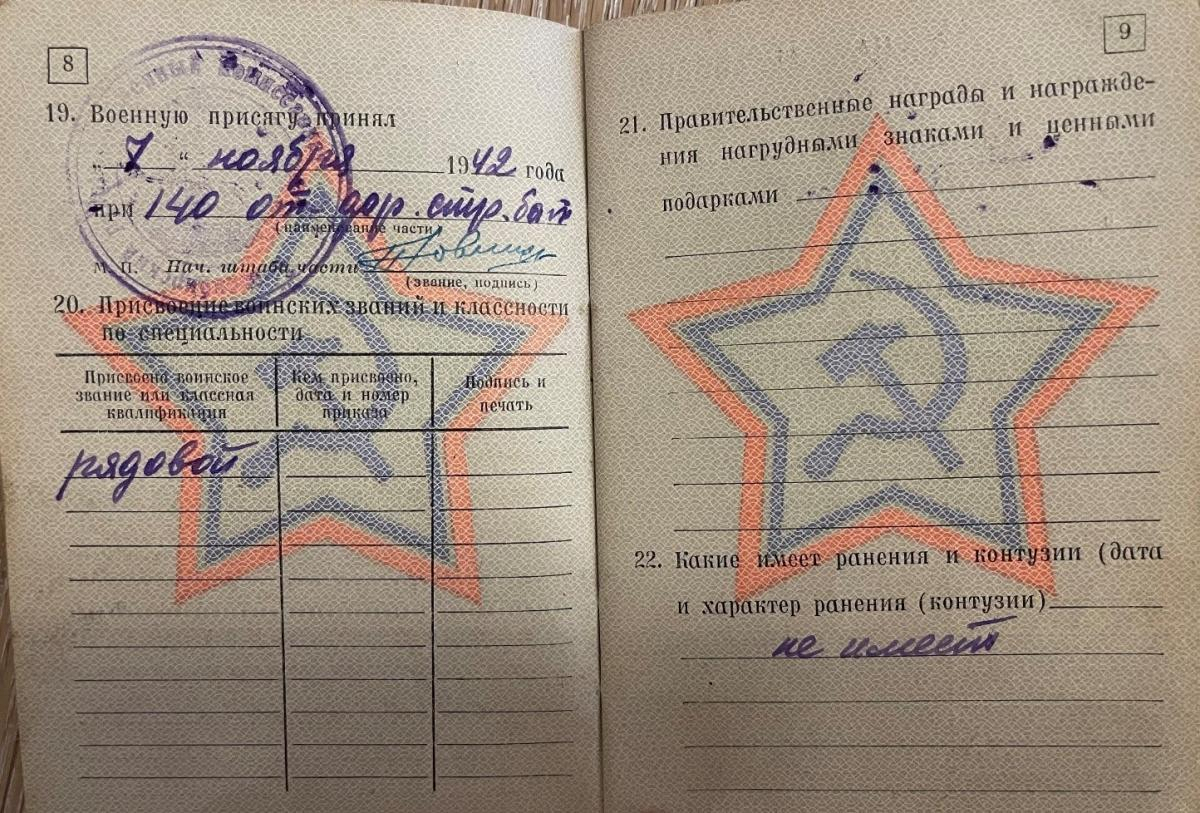 8
19. Военную присягу принял
„ 7 “ ноября 1942 года
при 140 от- дор. стр. бат
(наименование части)
М. П. Нач. штаба части
(звание, подпись)
20. Присвоение воинских званий и классности
по специальности
Присвоено воинское
звание или классная
квалификация
Кем присвоено,
дата и номер
приказа
Подпись и
печать
рядовой
9
21. Правительственные награды и награжде-
ния нагрудными знаками и ценными
подарками
22. Какие имеет ранения и контузии (дата
и характер ранения (контузии)
не имеет